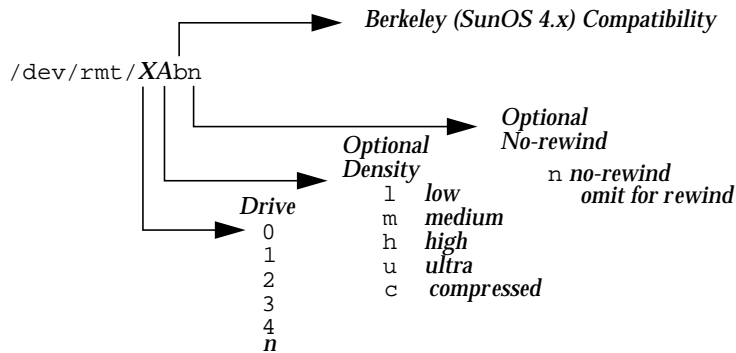 Berkeley (SunOS 4.x) Compatibility
/dev/rmt/XAbn
Optional
No-rewind
n no-rewind
omit for rewind
Optional
Density
l low
m medium
h high
u ultra
c compressed
Drive
0
1
2
3
4
n